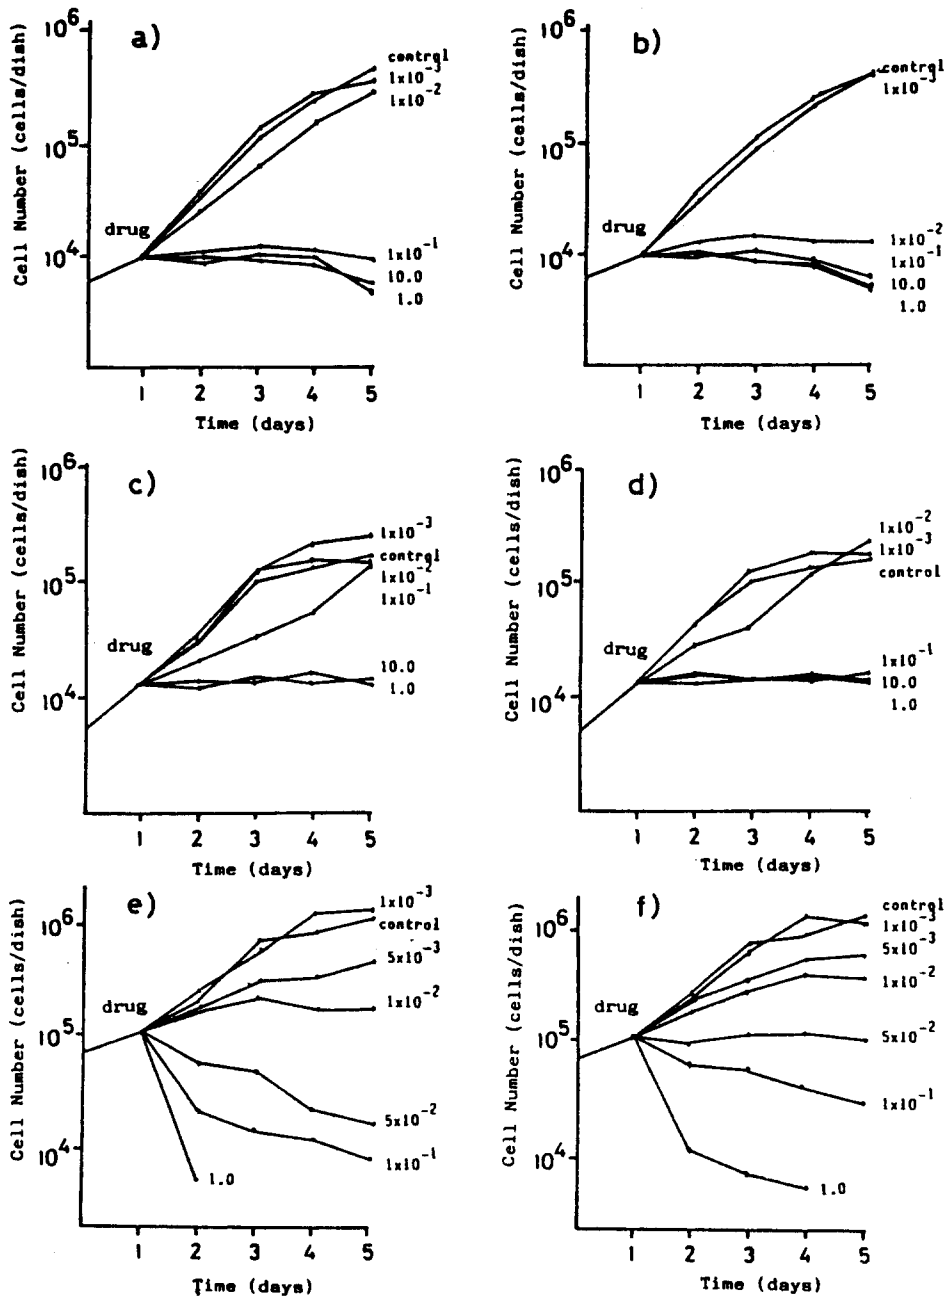 a)
Cell Number (cells/dish)
10⁶
10⁵
10⁴
drug
control
1x10⁻³
1x10⁻²
1x10⁻¹
10.0
1.0
1 2 3 4 5
Time (days)
b)
Cell Number (cells/dish)
10⁶
10⁵
10⁴
drug
control
1x10⁻³
1x10⁻²
1x10⁻¹
10.0
1.0
1 2 3 4 5
Time (days)
c)
Cell Number (cells/dish)
10⁶
10⁵
10⁴
drug
1x10⁻³
control
1x10⁻²
1x10⁻¹
10.0
1.0
1 2 3 4 5
Time (days)
d)
Cell Number (cells/dish)
10⁶
10⁵
10⁴
drug
1x10⁻²
1x10⁻³
control
1x10⁻¹
10.0
1.0
1 2 3 4 5
Time (days)
e)
Cell Number (cells/dish)
10⁶
10⁵
10⁴
drug
1x10⁻³
control
5x10⁻³
1x10⁻²
5x10⁻²
1x10⁻¹
1.0
1 2 3 4 5
Time (days)
f)
Cell Number (cells/dish)
10⁶
10⁵
10⁴
drug
control
1x10⁻³
5x10⁻³
1x10⁻²
5x10⁻²
1x10⁻¹
1.0
1 2 3 4 5
Time (days)